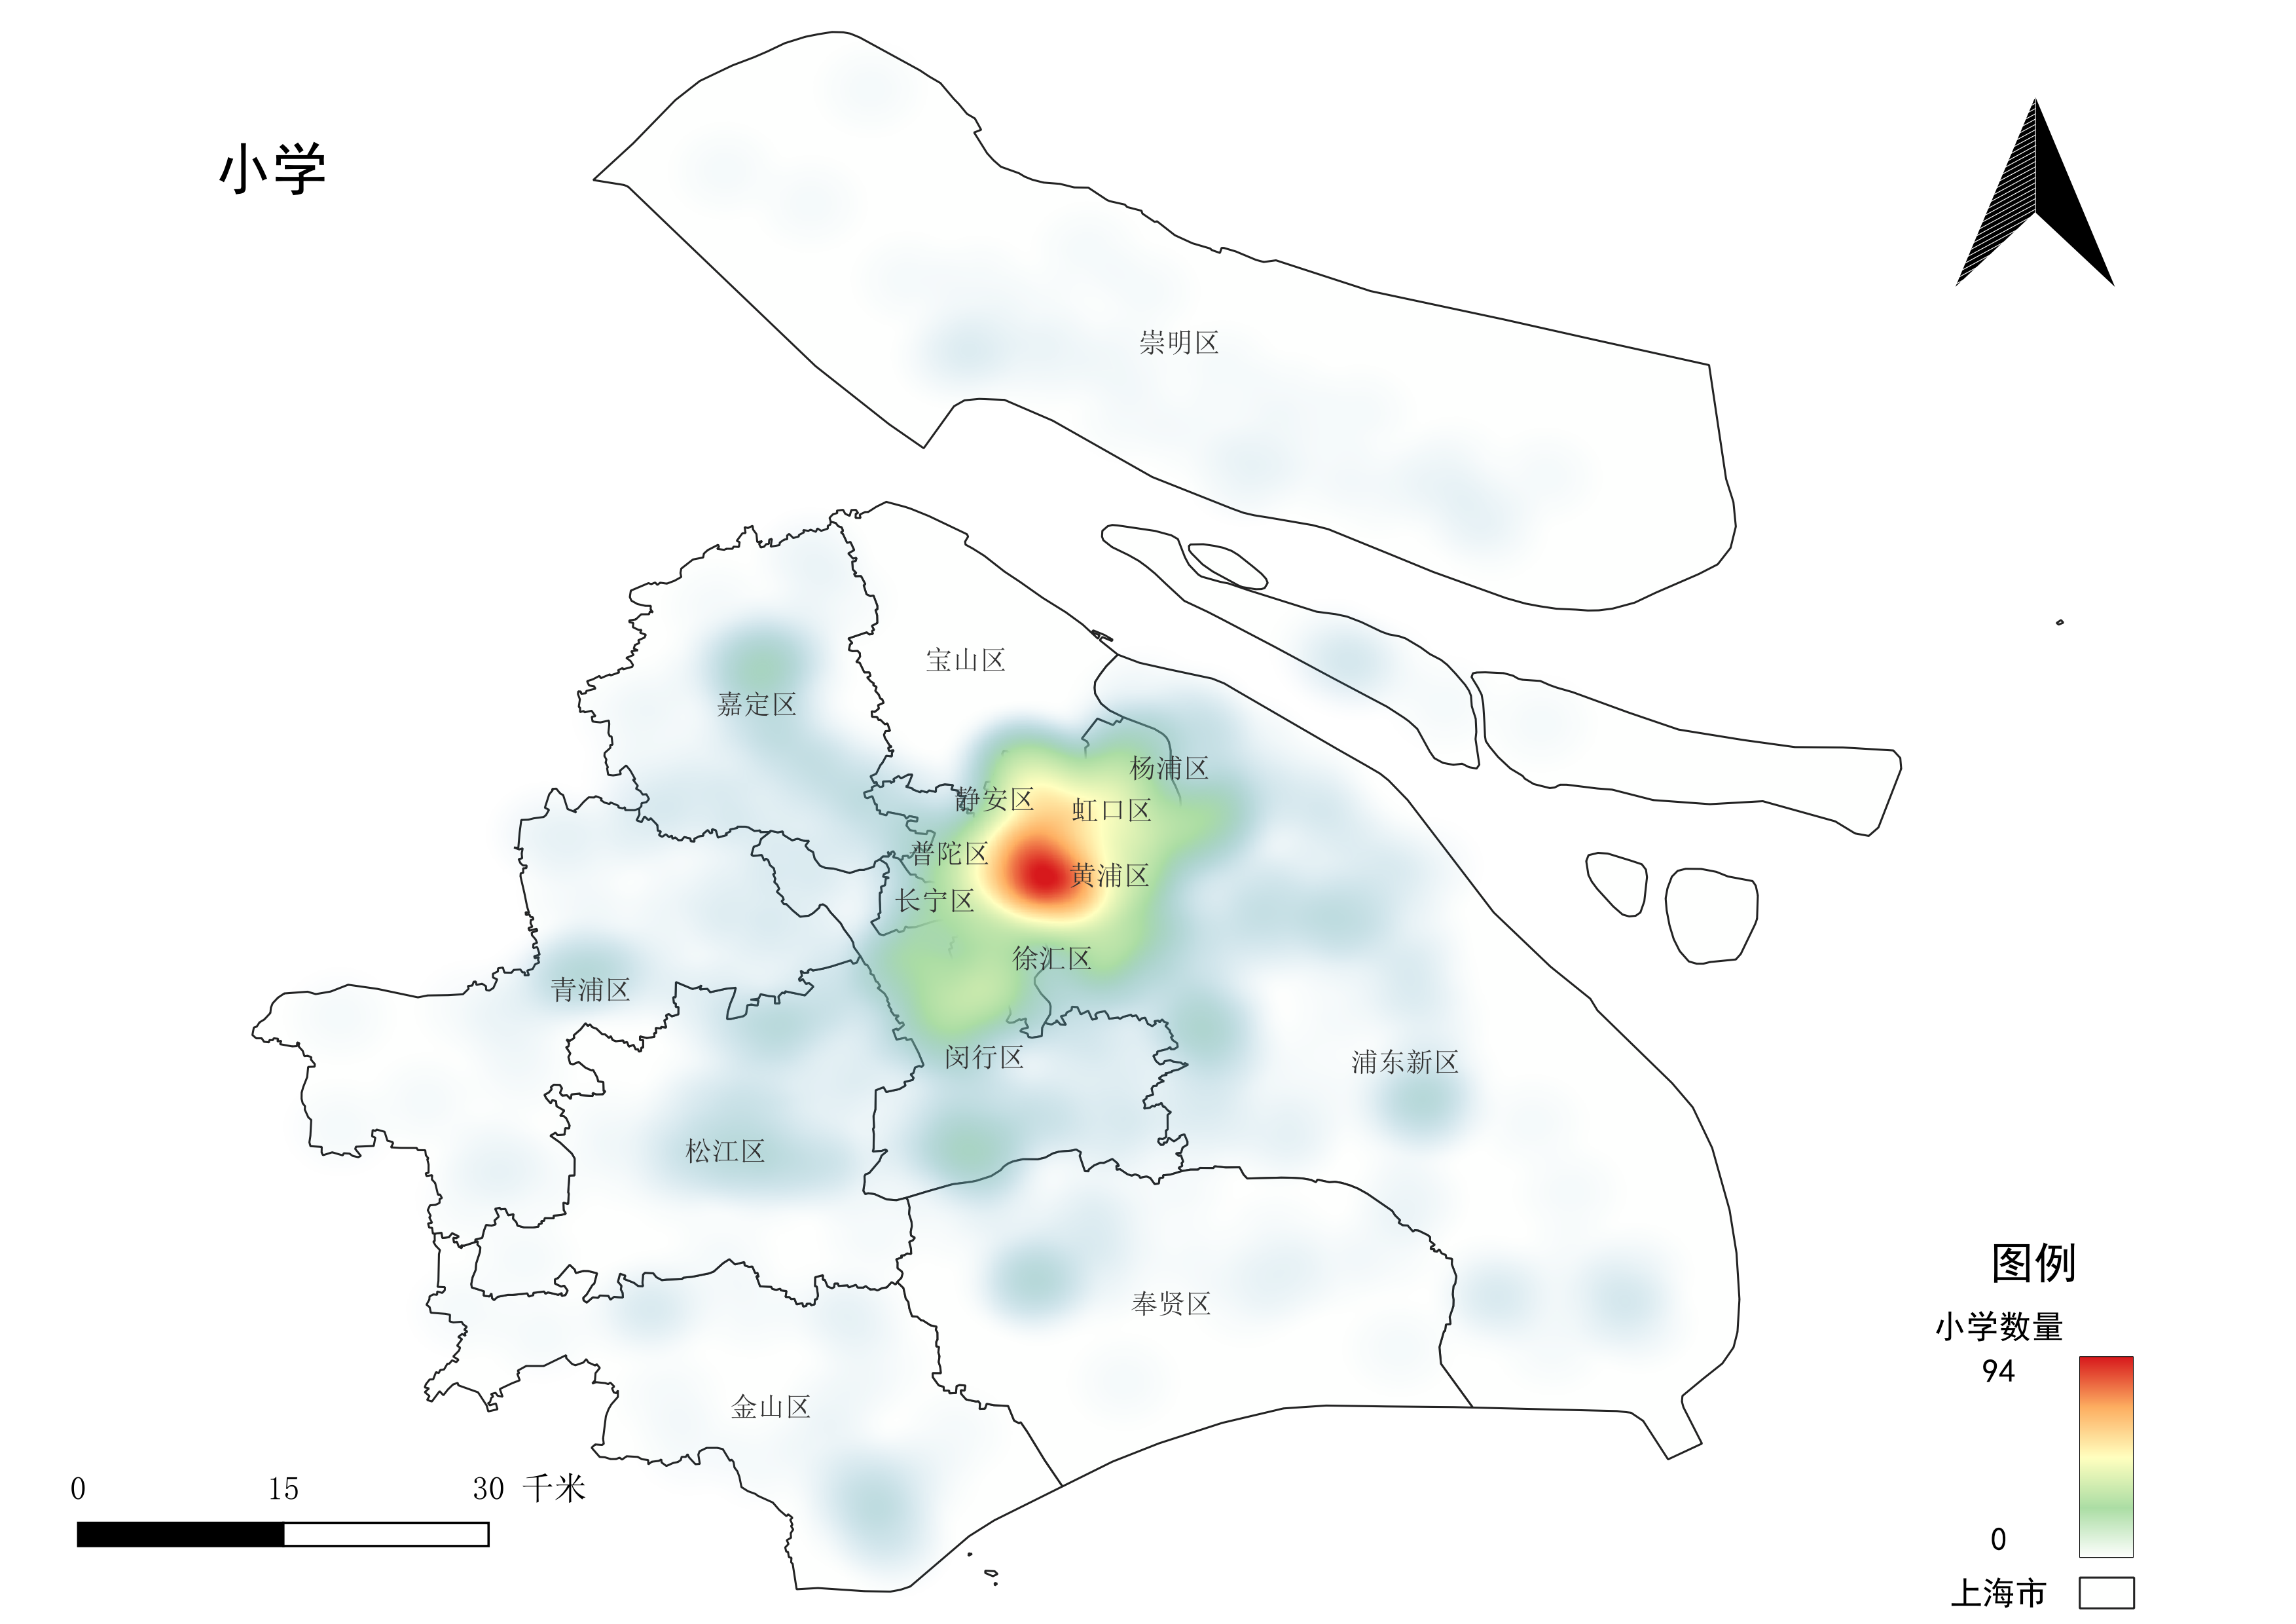 小学
崇明区
宝山区
嘉定区
杨浦区
静安区
虹口区
普陀区
黄浦区
长宁区
徐汇区
青浦区
闵行区
浦东新区
松江区
奉贤区
金山区
0 15 30 千米
图例
小学数量
94
0
上海市